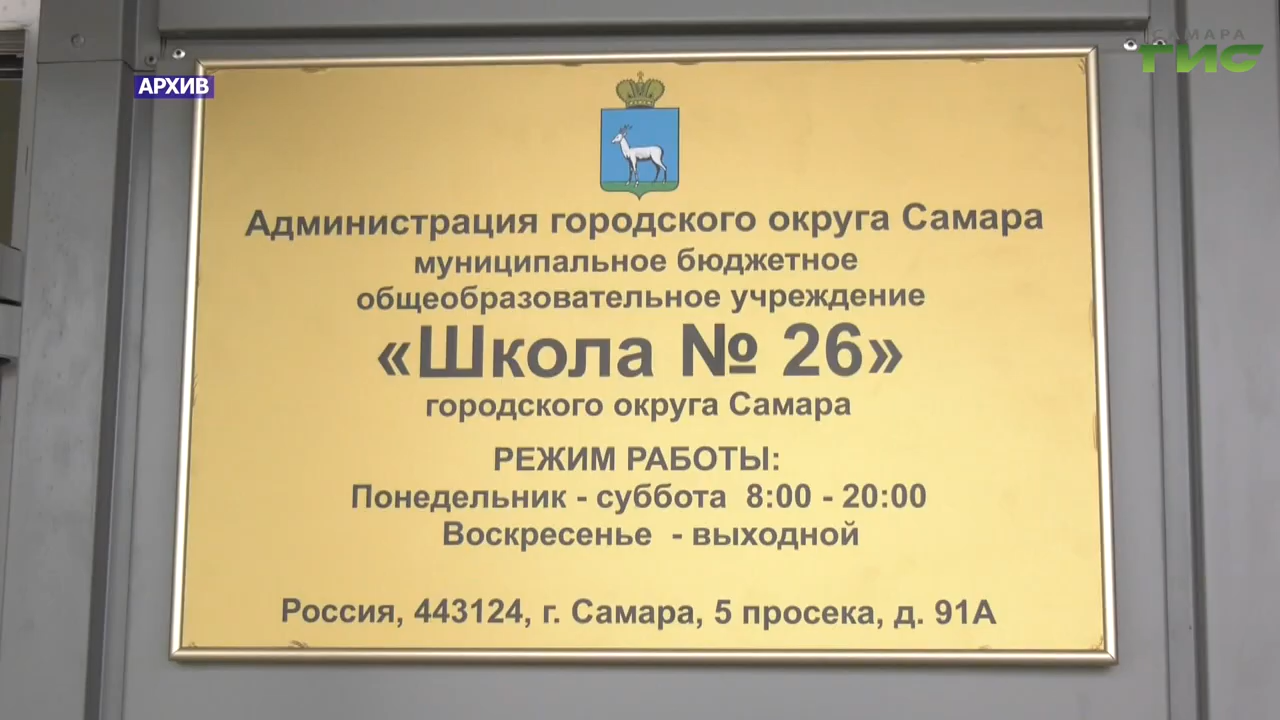 САМАРА
ГИС
АРХИВ
Администрация городского округа Самара
муниципальное бюджетное
общеобразовательное учреждение
«Школа № 26»
городского округа Самара
РЕЖИМ РАБОТЫ:
Понедельник - суббота 8:00 - 20:00
Воскресенье - выходной
Россия, 443124, г. Самара, 5 просека, д. 91А